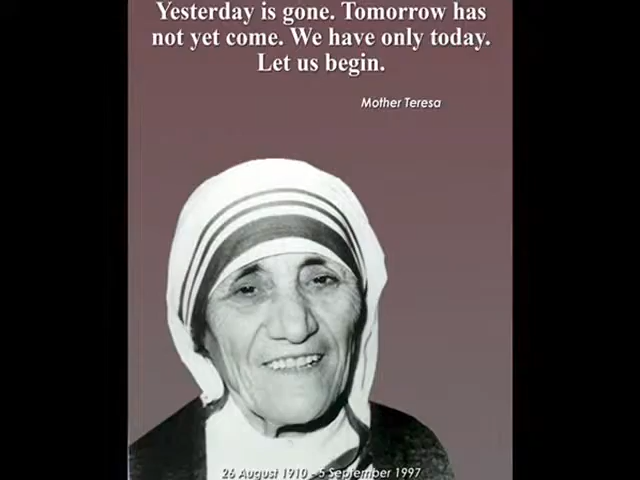 Yesterday is gone. Tomorrow has
not yet come. We have only today.
Let us begin.
Mother Teresa
26 August 1910 - 5 September 1997